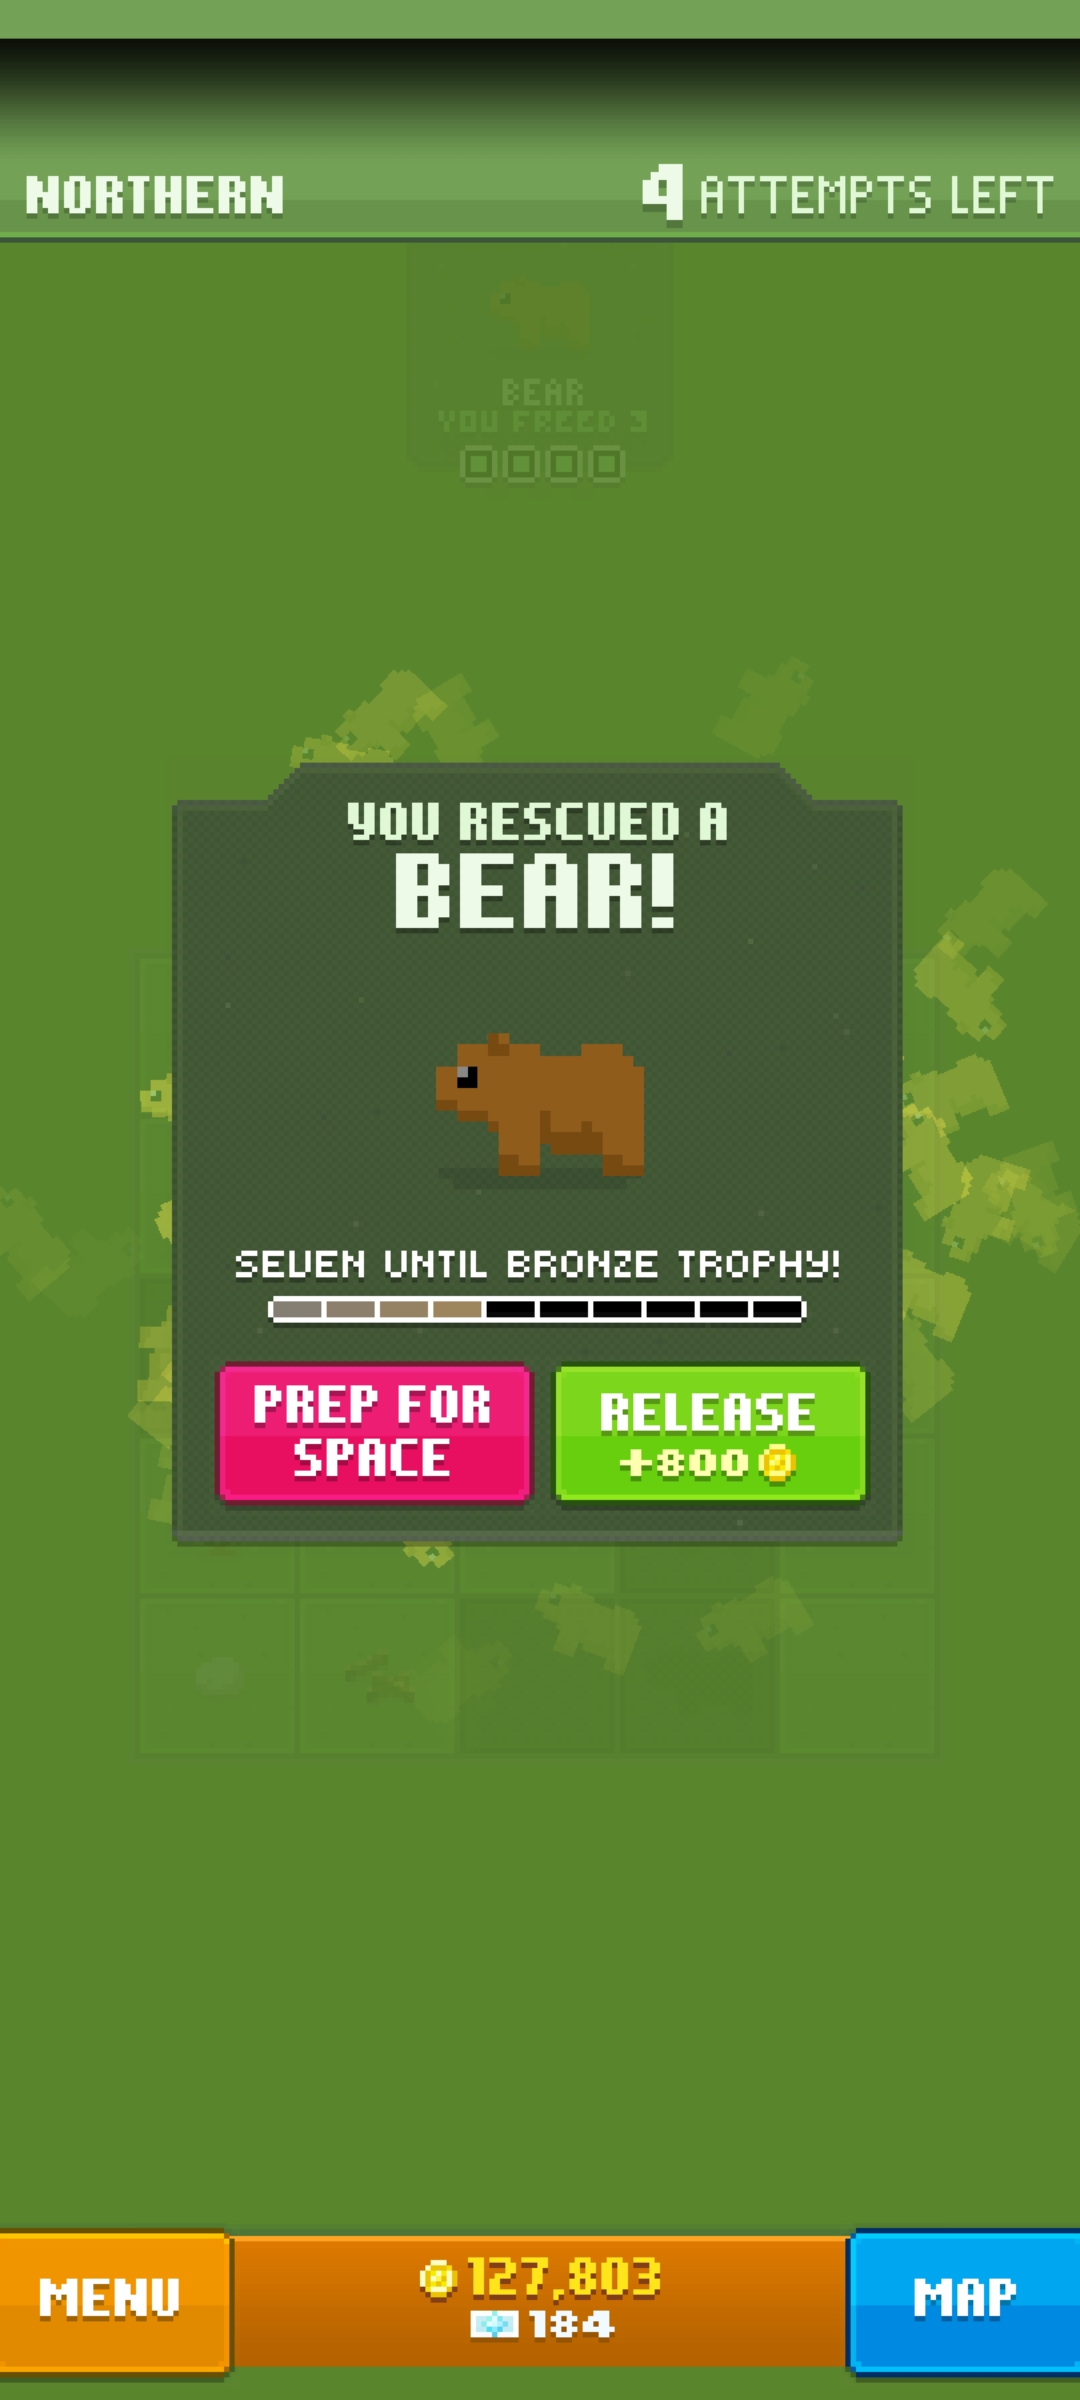 NORTHERN
4 ATTEMPTS LEFT
BEAR
YOU FREED 3
YOU RESCUED A
BEAR!
SEVEN UNTIL BRONZE TROPHY!
PREP FOR
SPACE
RELEASE
+800
MENU
127,803
184
MAP